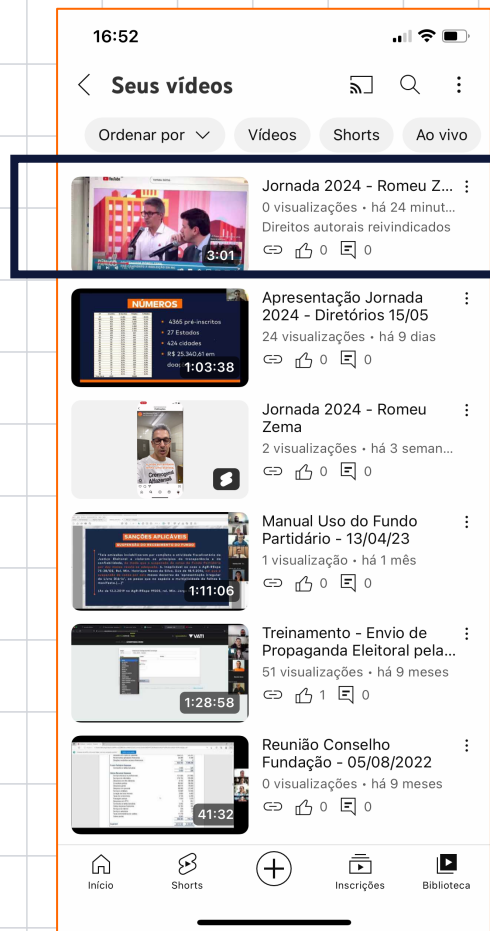 16:52
Seus vídeos
Ordenar por
Vídeos
Shorts
Ao vivo
Jornada 2024 - Romeu Z...
0 visualizações • há 24 minut...
Direitos autorais reivindicados
0 0
3:01
Apresentação Jornada
2024 - Diretórios 15/05
24 visualizações • há 9 dias
0 0
NÚMEROS
• 4365 pré-inscritos
• 27 Estados
• 424 cidades
• R$ 25.340,61 em
1:03:38
Jornada 2024 - Romeu
Zema
2 visualizações • há 3 seman...
0 0
Manual Uso do Fundo
Partidário - 13/04/23
1 visualização • há 1 mês
0 0
SANÇÕES APLICÁVEIS
1:11:06
Treinamento - Envio de
Propaganda Eleitoral pela...
51 visualizações • há 9 meses
1 0
1:28:58
Reunião Conselho
Fundação - 05/08/2022
0 visualizações • há 9 meses
0 0
41:32
Início
Shorts
Inscrições
Biblioteca